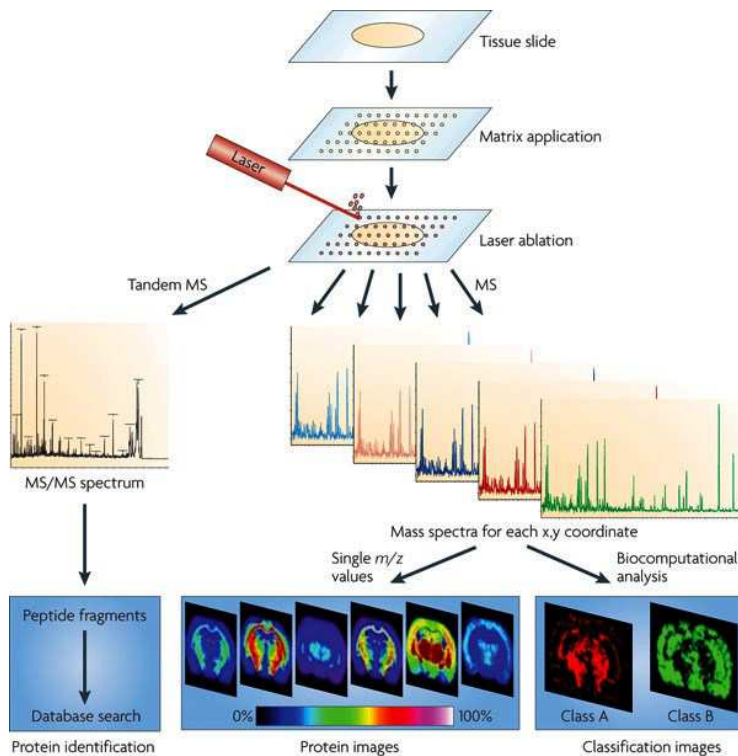 Tissue slide
Matrix application
Laser
Laser ablation
Tandem MS
MS
MS/MS spectrum
Mass spectra for each x,y coordinate
Single m/z
values
Biocomputational
analysis
Peptide fragments
Database search
0%
100%
Class A
Class B
Protein identification
Protein images
Classification images